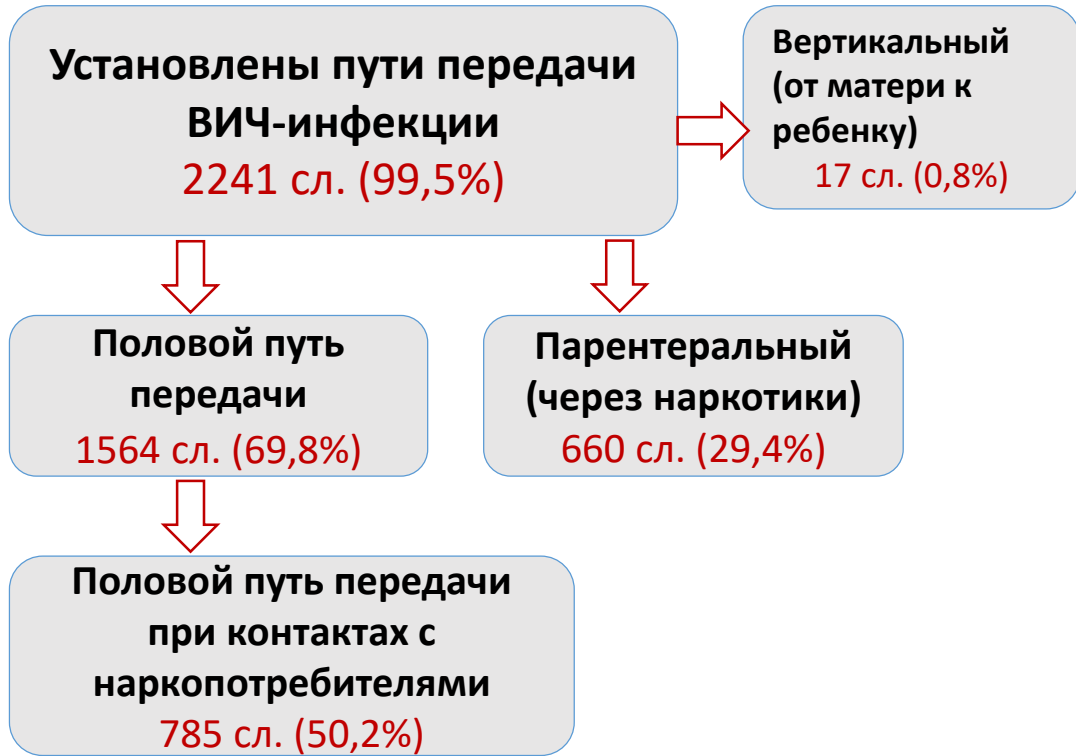 Установлены пути передачи
ВИЧ-инфекции
2241 сл. (99,5%)
Вертикальный
(от матери к
ребенку)
17 сл. (0,8%)
Половой путь
передачи
1564 сл. (69,8%)
Парентеральный
(через наркотики)
660 сл. (29,4%)
Половой путь передачи
при контактах с
наркопотребителями
785 сл. (50,2%)